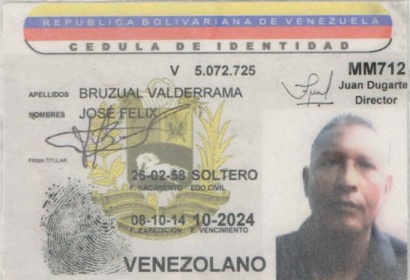 REPUBLICA BOLIVARIANA DE VENEZUELA
CEDULA DE IDENTIDAD
V 5.072.725
MM712
Juan Dugarte
Director
APELLIDOS BRUZUAL VALDERRAMA
NOMBRES JOSÉ FELIX
FIRMA TITULAR
25-02-58 SOLTERO
F. NACIMIENTO EDO CIVIL
08-10-14 10-2024
F. EXPEDICION F. VENCIMIENTO
VENEZOLANO